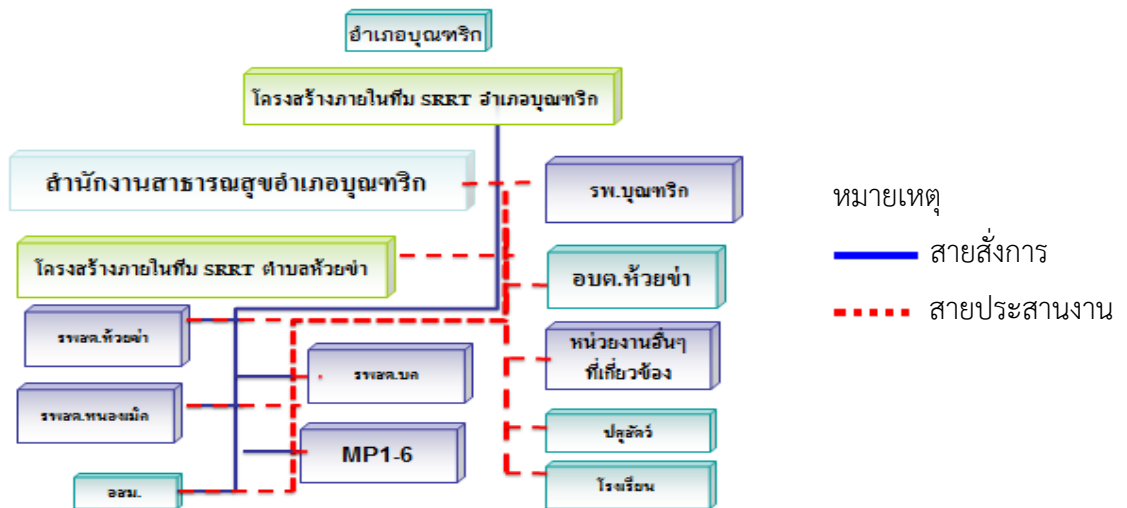 อำเภอบุณฑริก
โครงสร้างภายในทีม SRRT อำเภอบุณฑริก
สำนักงานสาธารณสุขอำเภอบุณฑริก
รพ.บุณฑริก
หมายเหตุ
สายสั่งการ
สายประสานงาน
โครงสร้างภายในทีม SRRT ตำบลห้วยข่า
อบต.ห้วยข่า
รพสต.ห้วยข่า
หน่วยงานอื่นๆ
ที่เกี่ยวข้อง
รพสต.บค
รพสต.หนองเม็ก
ปศุสัตว์
MP1-6
โรงเรียน
อสม.